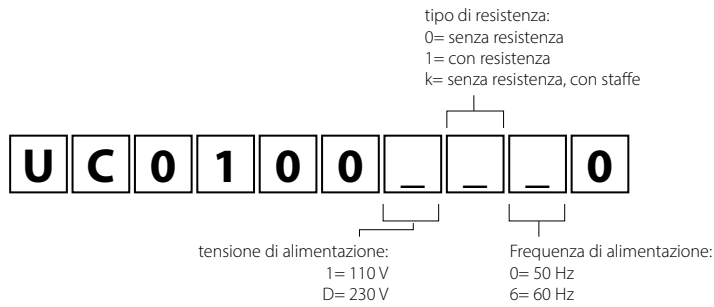 tipo di resistenza:
0= senza resistenza
1= con resistenza
k= senza resistenza, con staffe
U C 0 1 0 0 _ _ _ 0
tensione di alimentazione:
1= 110 V
D= 230 V
Frequenza di alimentazione:
0= 50 Hz
6= 60 Hz